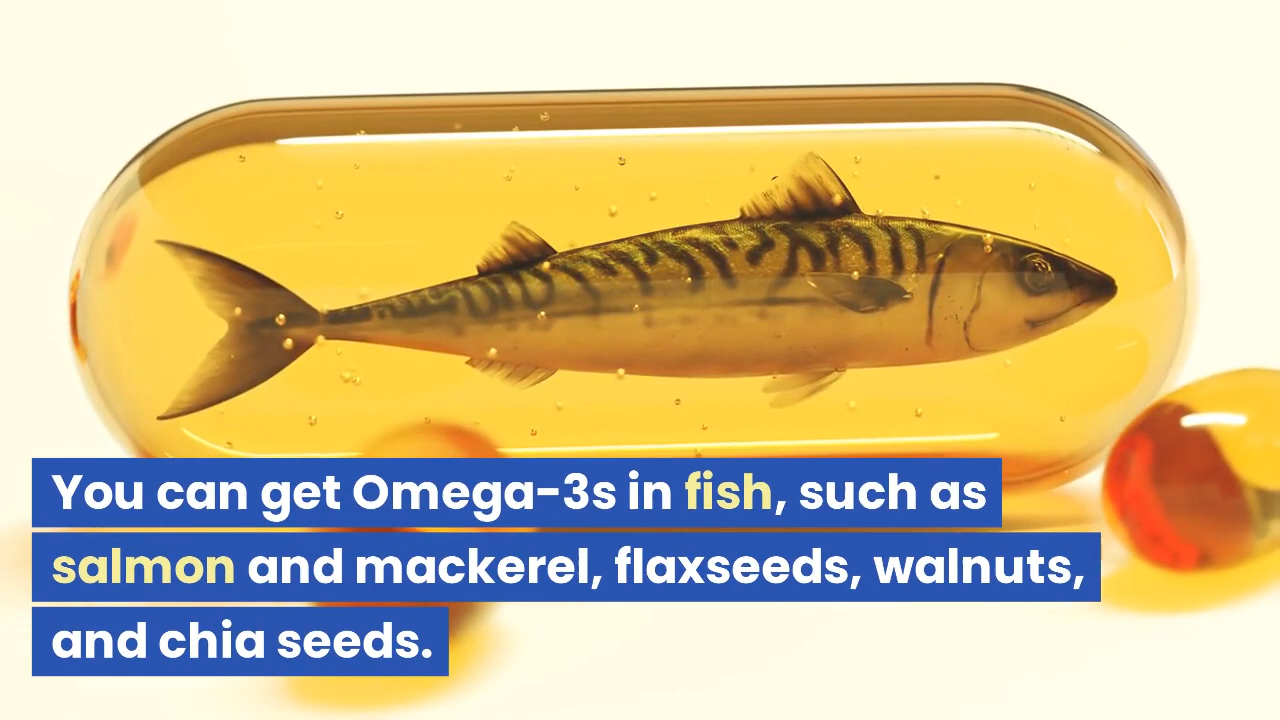 You can get Omega-3s in fish, such as
salmon and mackerel, flaxseeds, walnuts,
and chia seeds.